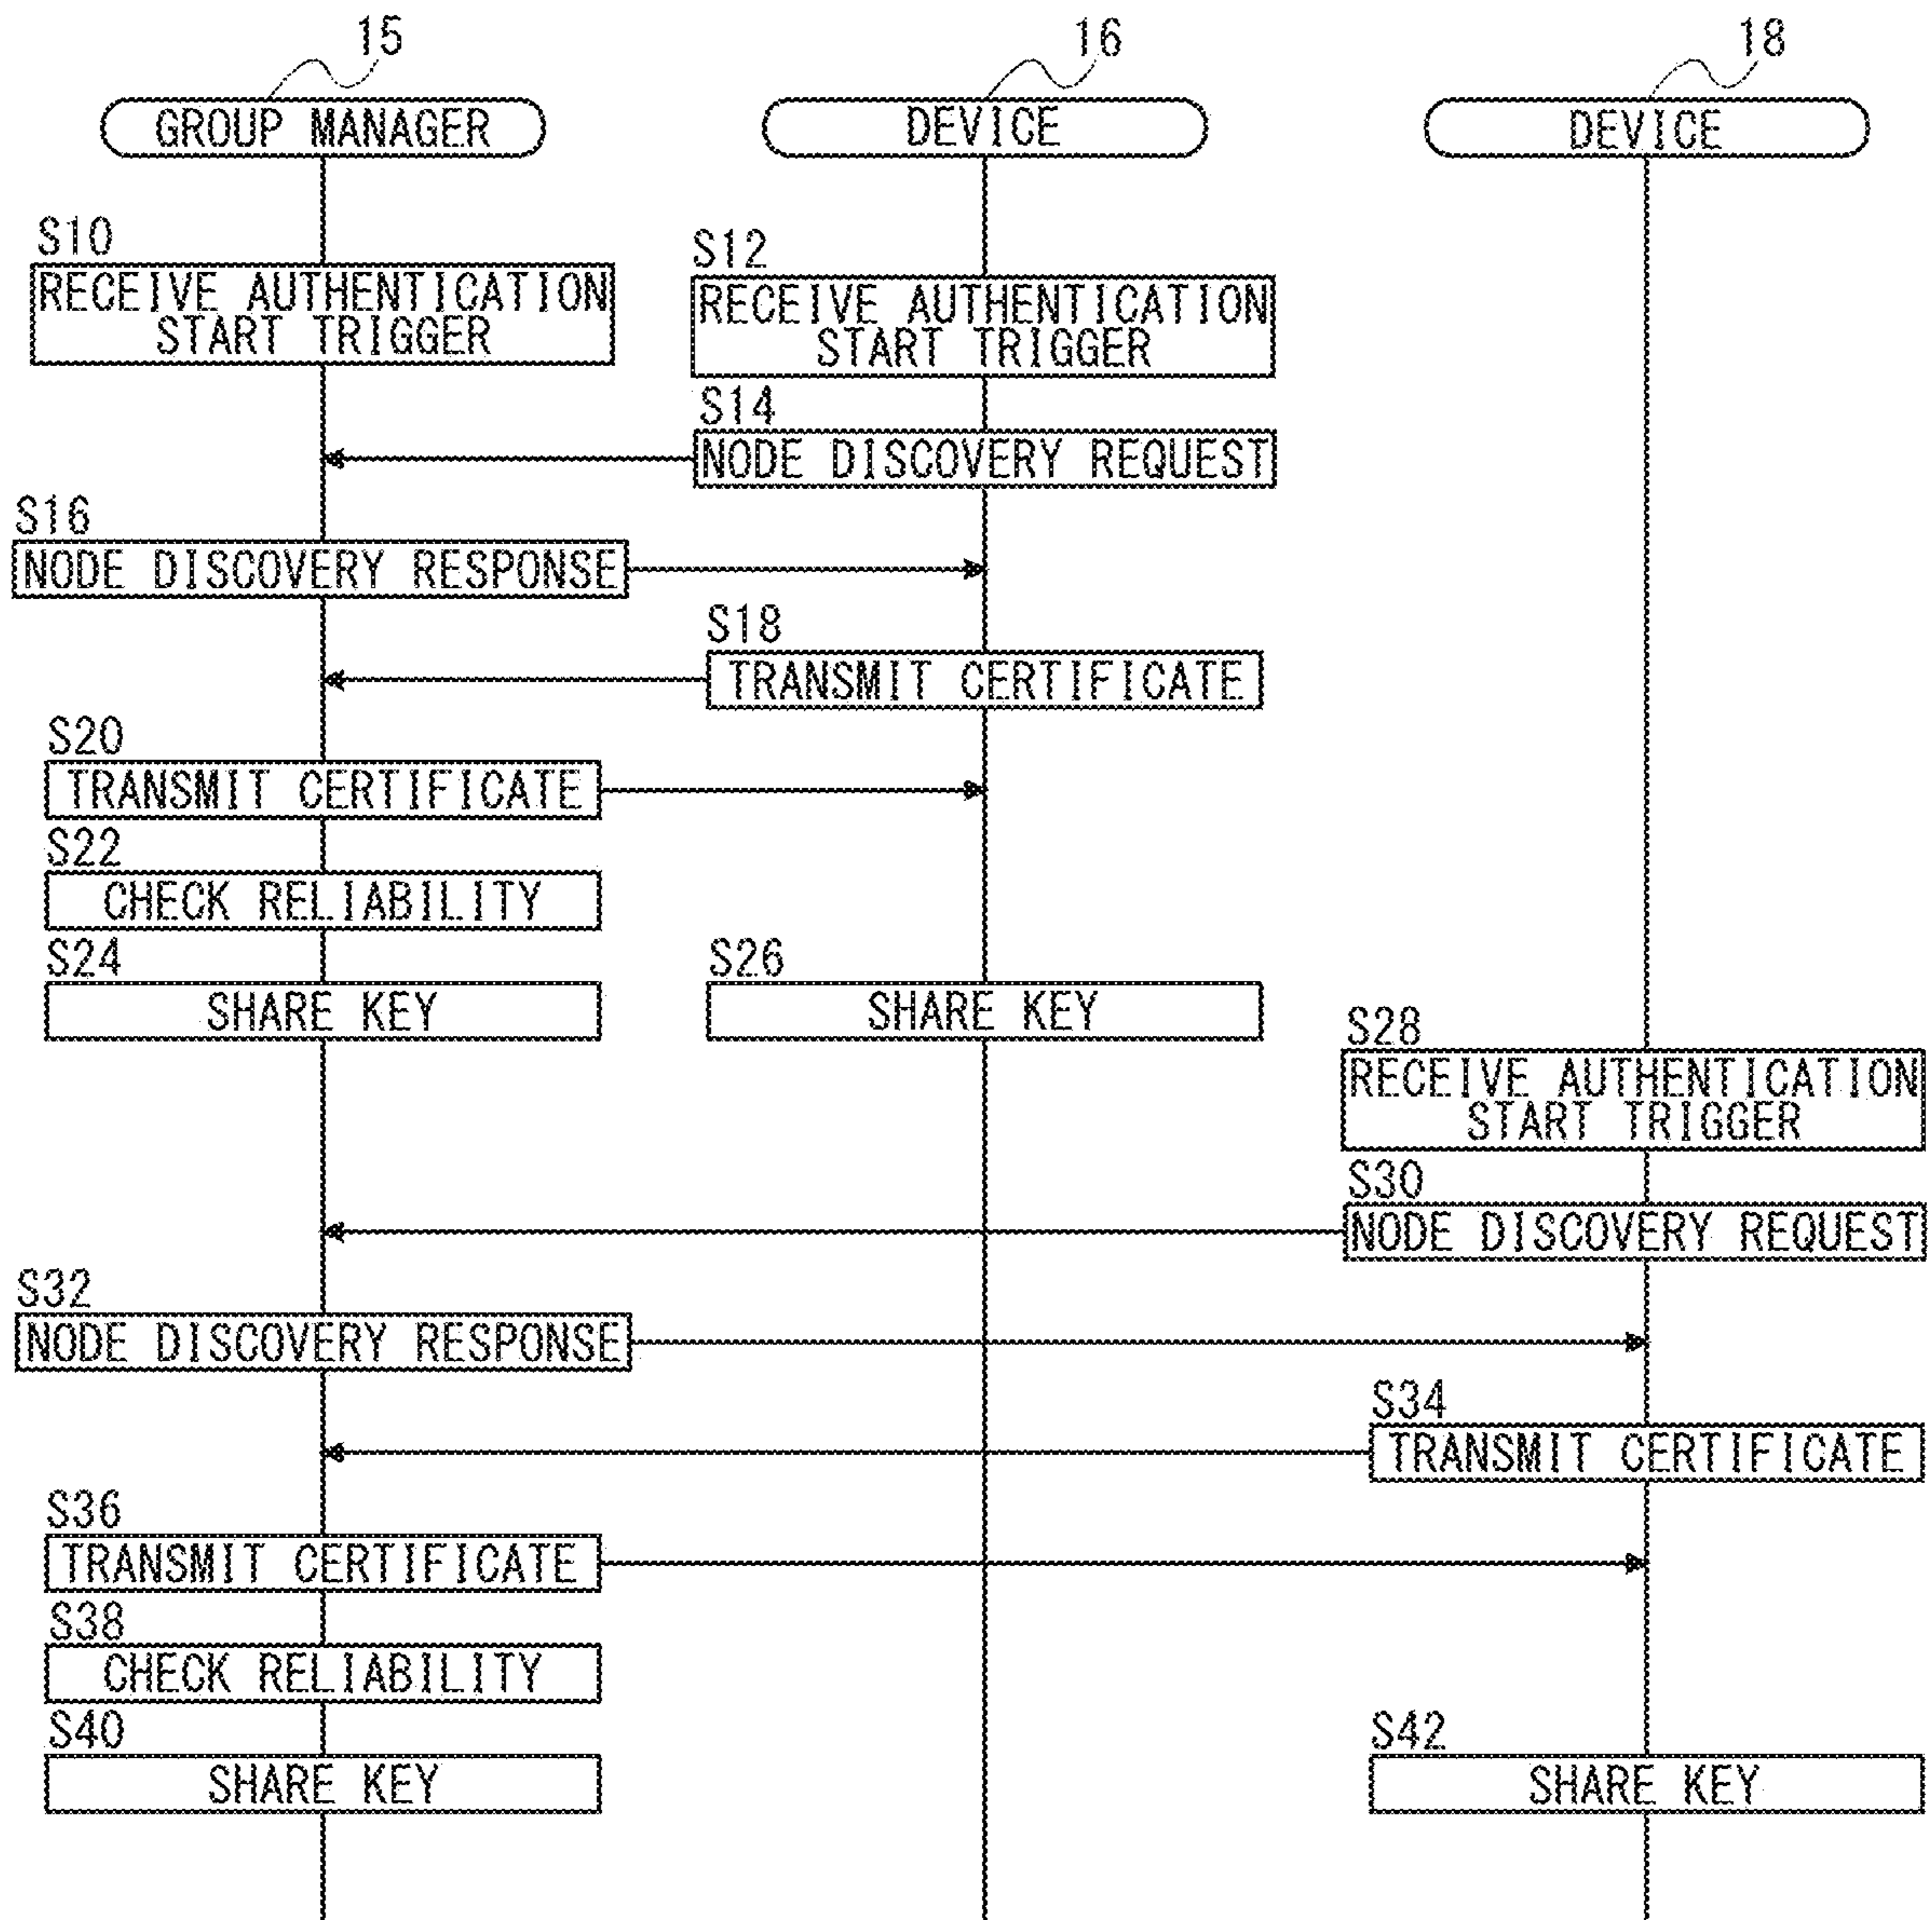 15
16
18
GROUP MANAGER
DEVICE
DEVICE
S10
RECEIVE AUTHENTICATION
START TRIGGER
S12
RECEIVE AUTHENTICATION
START TRIGGER
S14
NODE DISCOVERY REQUEST
S16
NODE DISCOVERY RESPONSE
S18
TRANSMIT CERTIFICATE
S20
TRANSMIT CERTIFICATE
S22
CHECK RELIABILITY
S24
SHARE KEY
S26
SHARE KEY
S28
RECEIVE AUTHENTICATION
START TRIGGER
S30
NODE DISCOVERY REQUEST
S32
NODE DISCOVERY RESPONSE
S34
TRANSMIT CERTIFICATE
S36
TRANSMIT CERTIFICATE
S38
CHECK RELIABILITY
S40
SHARE KEY
S42
SHARE KEY